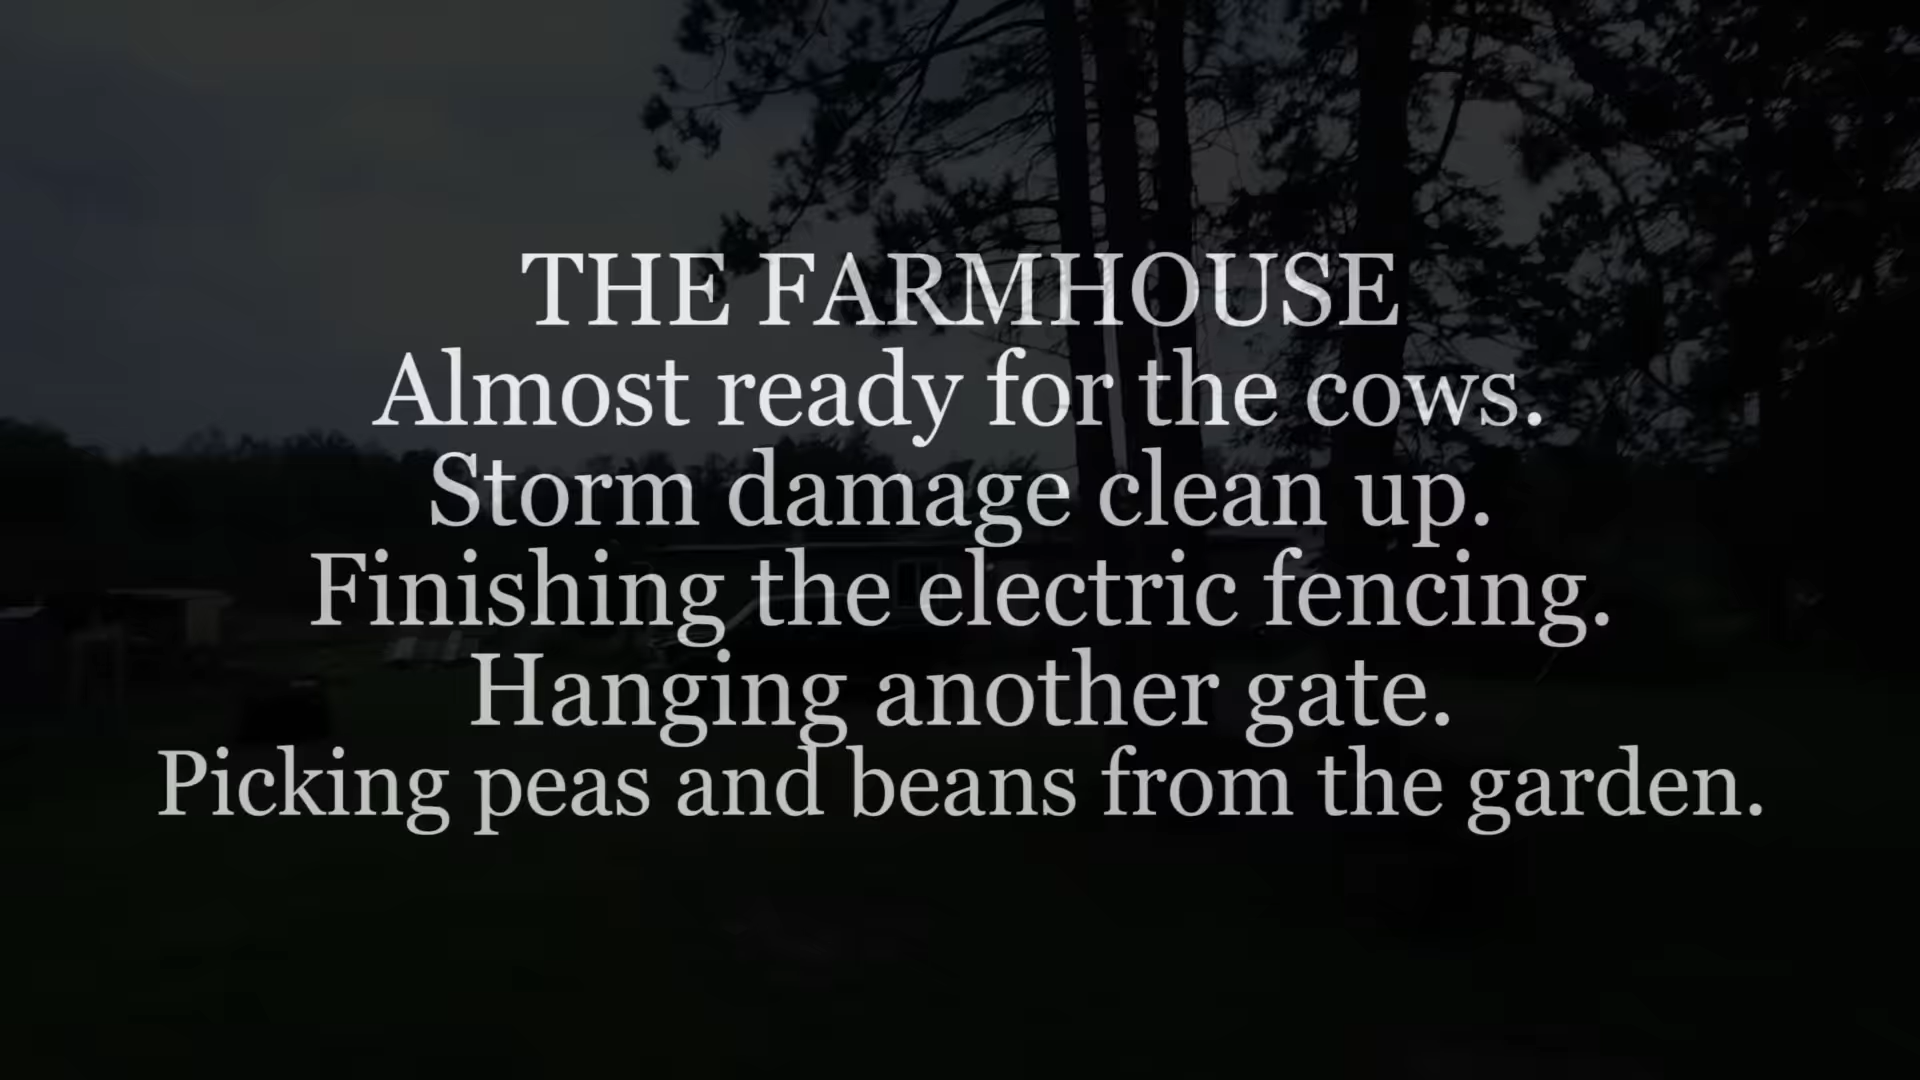 THE FARMHOUSE
Almost ready for the cows.
Storm damage clean up.
Finishing the electric fencing.
Hanging another gate.
Picking peas and beans from the garden.